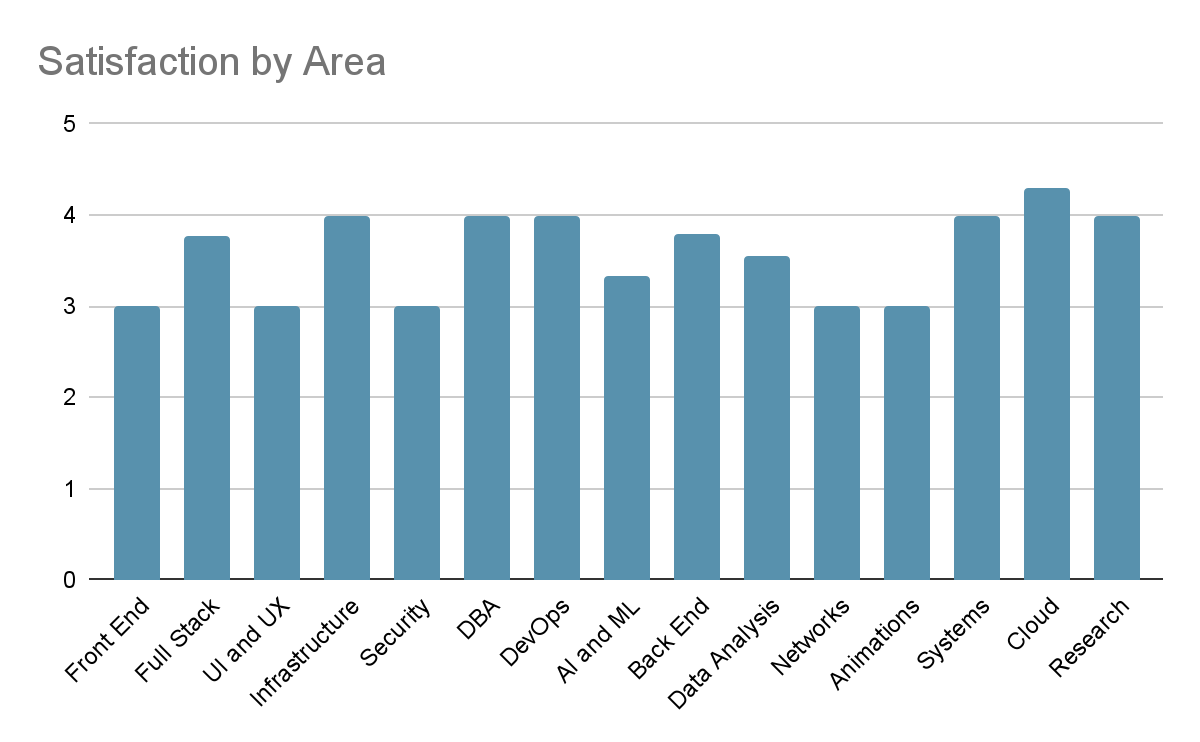 Satisfaction by Area
5
4
3
2
1
0
Front End
Full Stack
UI and UX
Infrastructure
Security
DBA
DevOps
AI and ML
Back End
Data Analysis
Networks
Animations
Systems
Cloud
Research